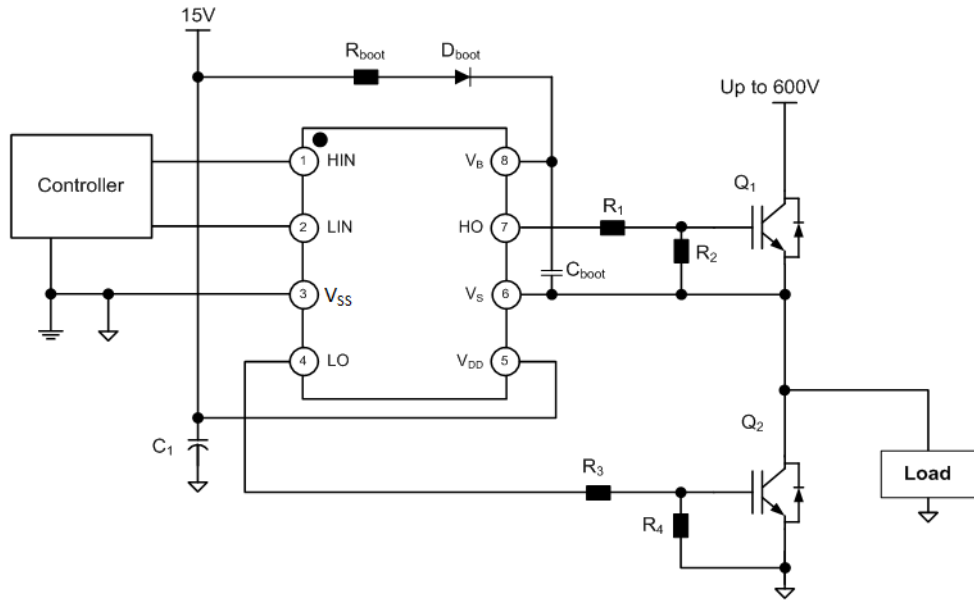 15V
Rboot
Dboot
Up to 600V
Controller
1
HIN
VB
8
Q1
2
LIN
HO
7
R1
R2
Cboot
3
VSS
VS
6
4
LO
VDD
5
Q2
C1
R3
Load
R4